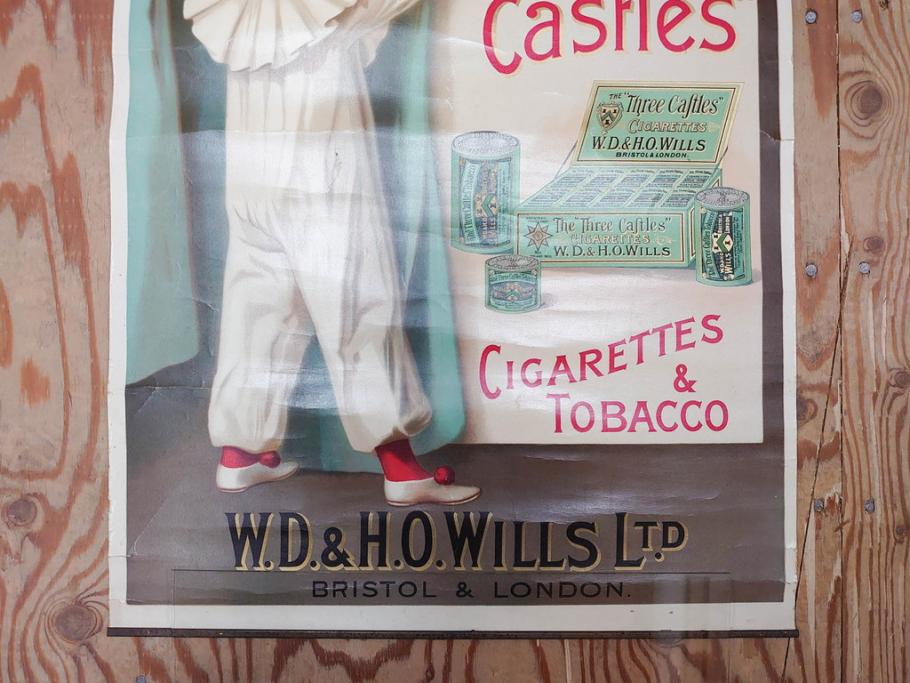 Castles"
THE "Three Castles"
CIGARETTES
W.D.& H.O.WILLS
BRISTOL & LONDON.
The "Three Castles"
CIGARETTES
W.D.& H.O.WILLS
WILLS
CIGARETTES
&
TOBACCO
W.D.& H.O.WILLS LTD
BRISTOL & LONDON.